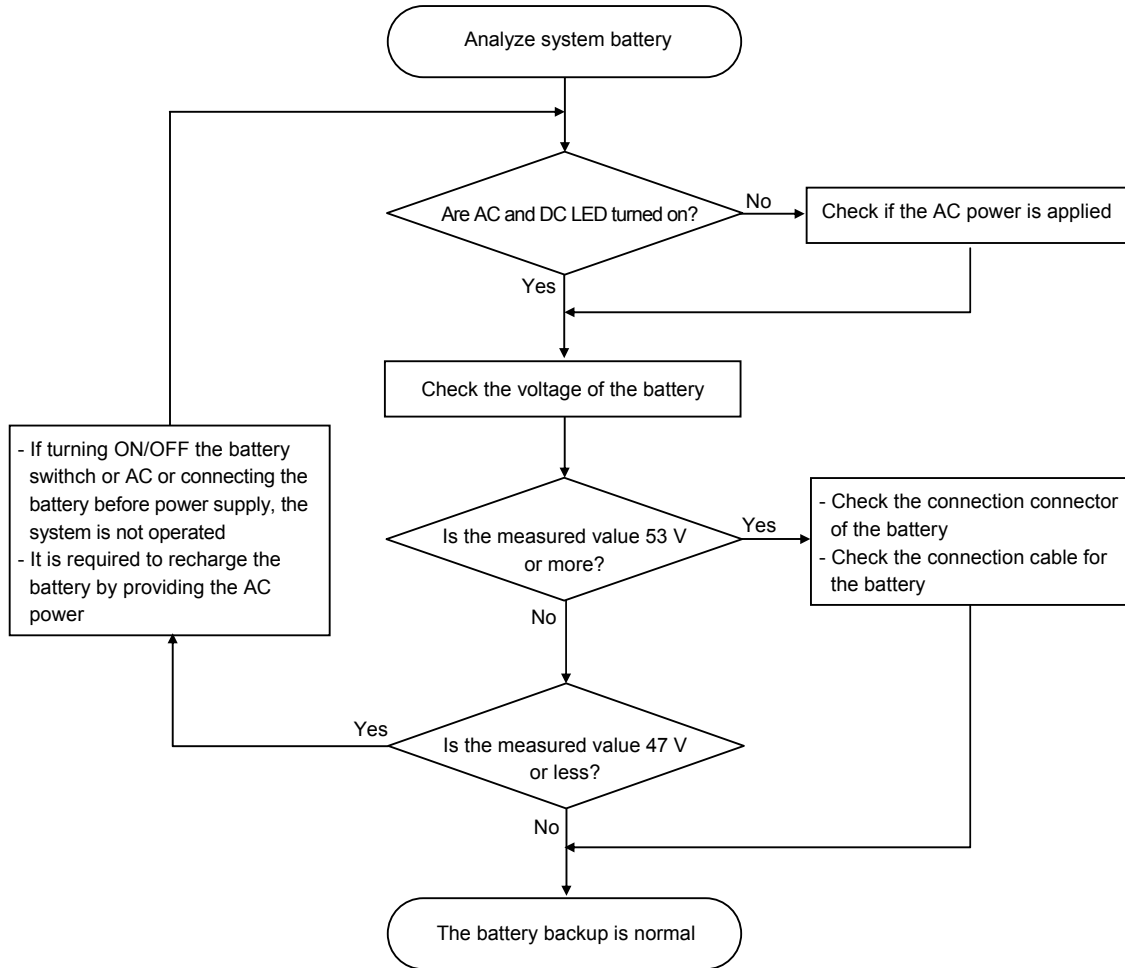 Analyze system battery
Are AC and DC LED turned on?
No
Check if the AC power is applied
Yes
Check the voltage of the battery
- If turning ON/OFF the battery
swithch or AC or connecting the
battery before power supply, the
system is not operated
- It is required to recharge the
battery by providing the AC
power
Is the measured value 53 V
or more?
Yes
- Check the connection connector
of the battery
- Check the connection cable for
the battery
No
Is the measured value 47 V
or less?
Yes
No
The battery backup is normal